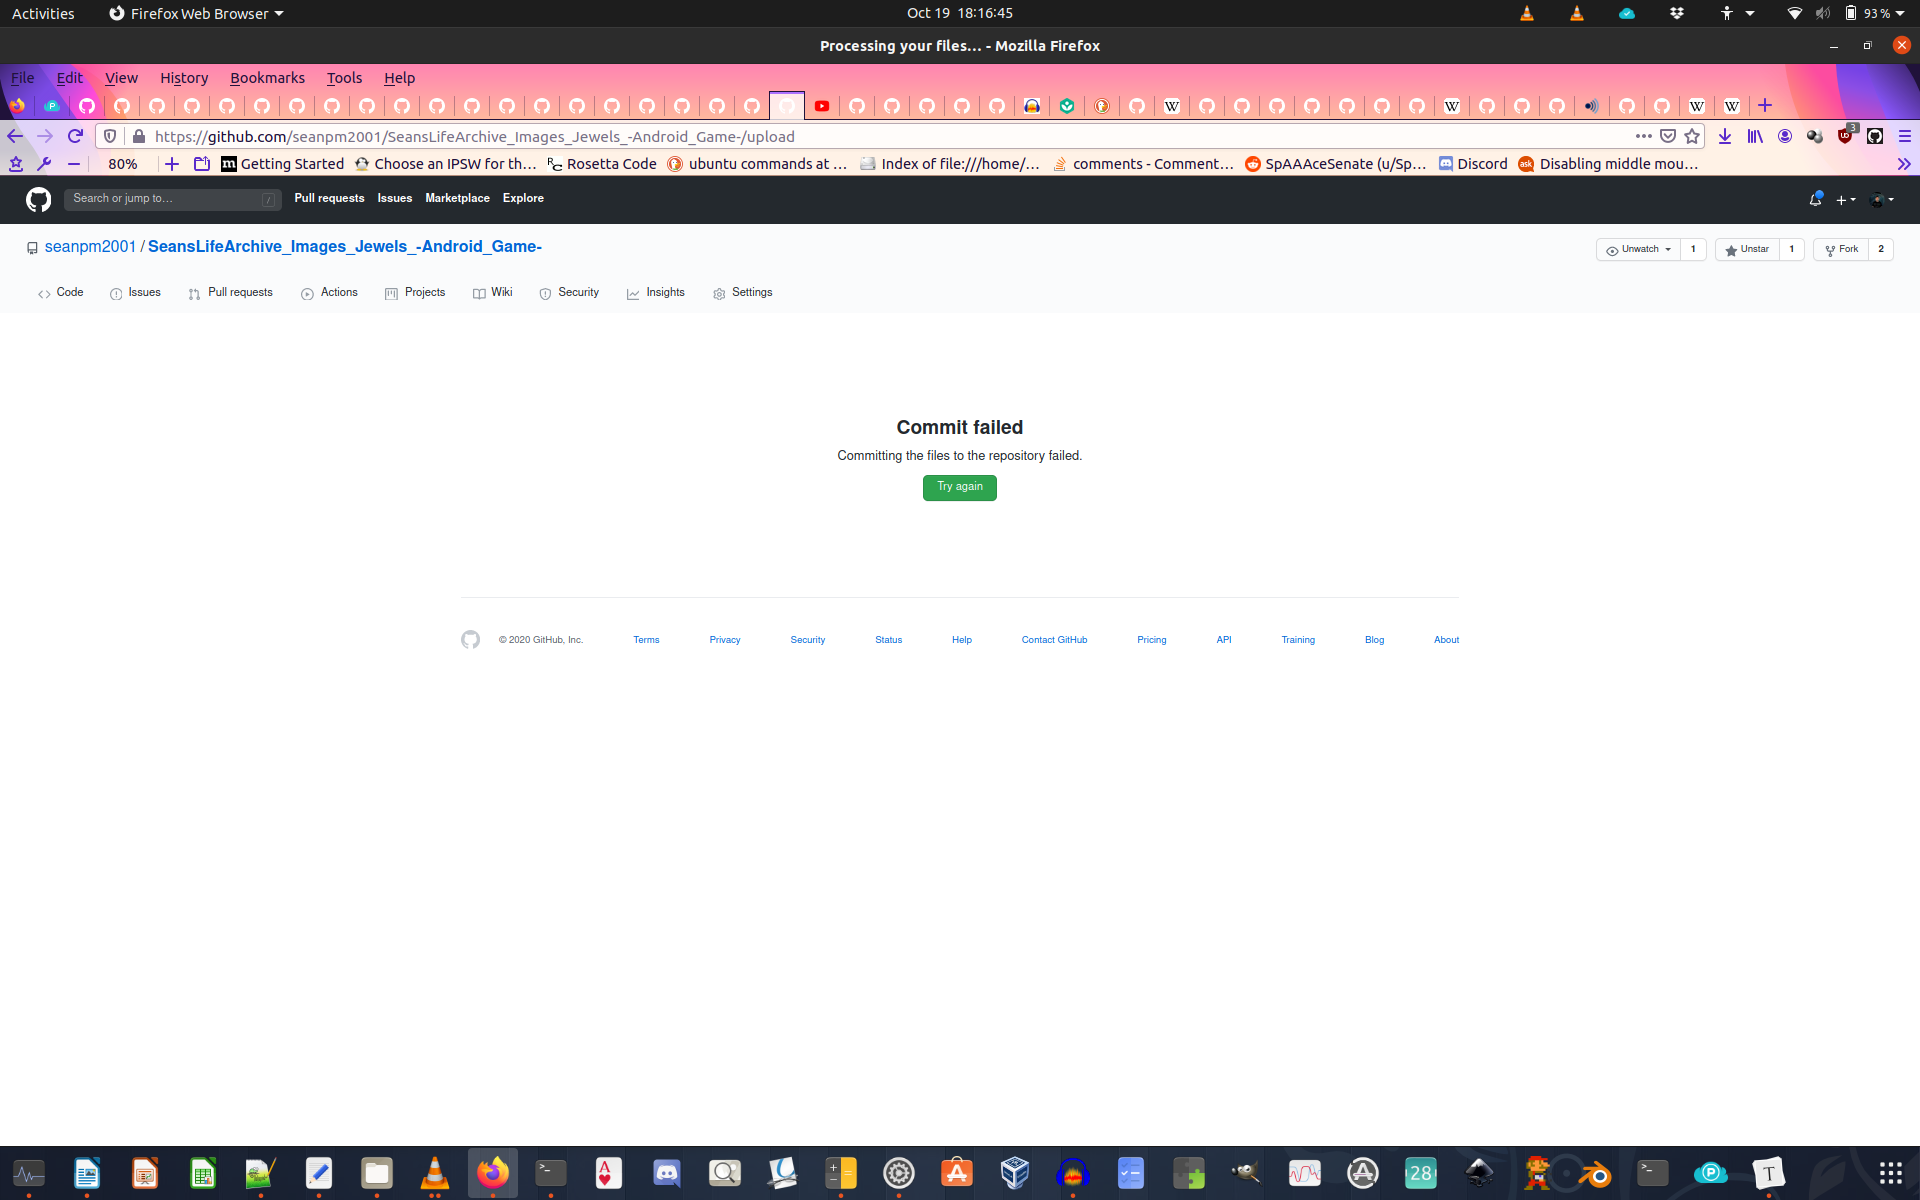 Activities Firefox Web Browser Oct 19 18:16:45 93 %
Processing your files… - Mozilla Firefox
File Edit View History Bookmarks Tools Help
https://github.com/seanpm2001/SeansLifeArchive_Images_Jewels_-Android_Game-/upload 3
80% Getting Started Choose an IPSW for th… Rosetta Code ubuntu commands at … Index of file:///home/… comments - Comment… SpAAAceSenate (u/Sp… Discord Disabling middle mou…
Search or jump to… / Pull requests Issues Marketplace Explore
seanpm2001 / SeansLifeArchive_Images_Jewels_-Android_Game- Unwatch 1 Unstar 1 Fork 2
Code Issues Pull requests Actions Projects Wiki Security Insights Settings
Commit failed
Committing the files to the repository failed.
Try again
© 2020 GitHub, Inc. Terms Privacy Security Status Help Contact GitHub Pricing API Training Blog About
28